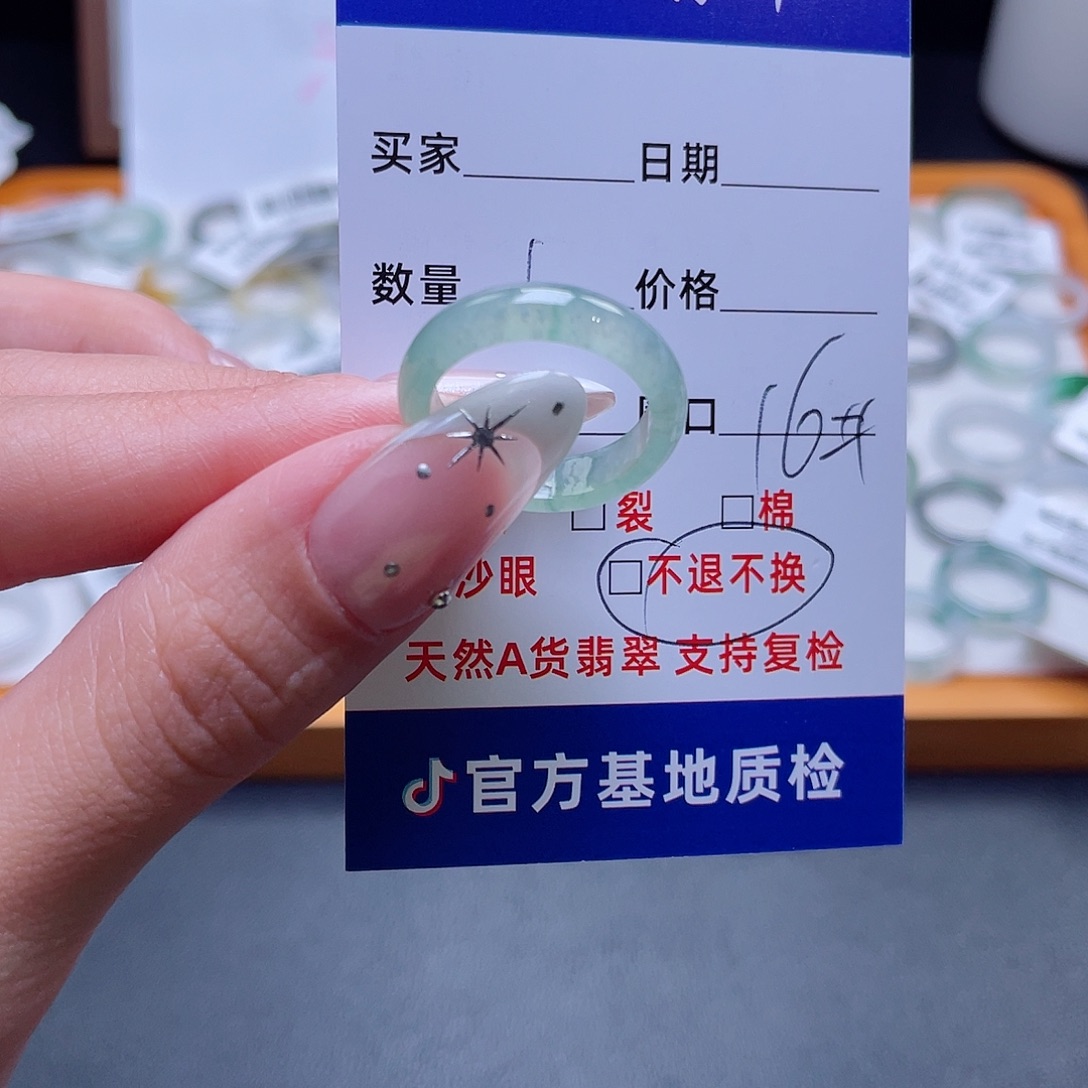 买家 日期
数量 价格
口 16#
□裂 □棉
沙眼 □不退不换
天然A货翡翠 支持复检
官方基地质检